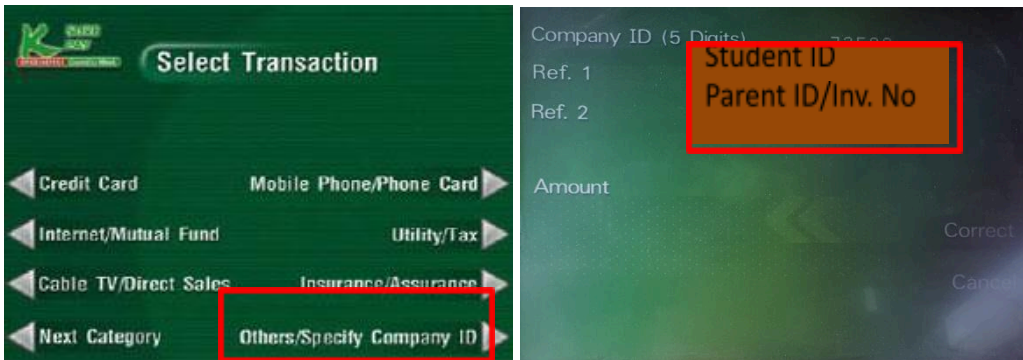 Select Transaction
Credit Card
Mobile Phone/Phone Card
Internet/Mutual Fund
Utility/Tax
Cable TV/Direct Sales
Insurance/Assurance
Next Category
Others/Specify Company ID
Company ID (5 Digits)
Student ID
Ref. 1
Parent ID/Inv. No
Ref. 2
Amount
Correct
Cancel